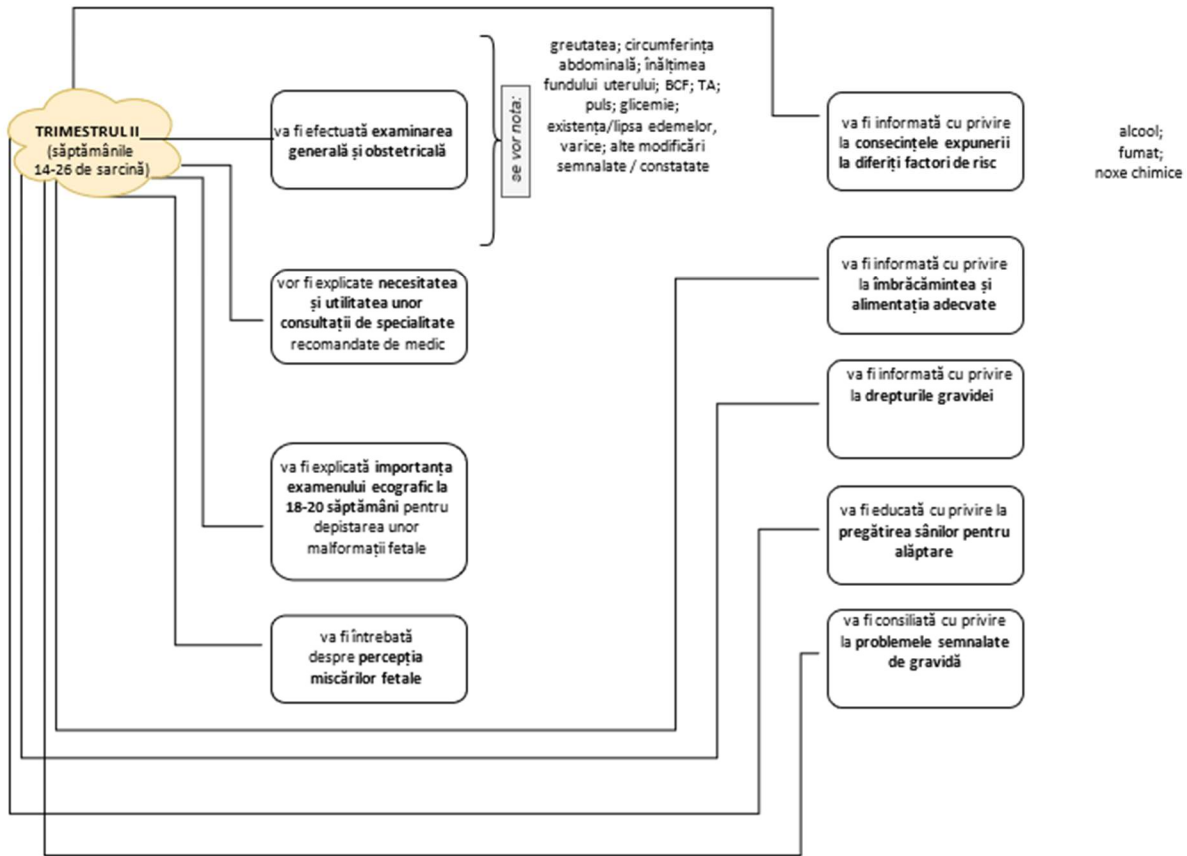 TRIMESTRUL II
(săptămânile
14-26 de sarcină)
va fi efectuată examinarea
generală și obstetricală
se vor nota:
greutatea; circumferința
abdominală; înălțimea
fundului uterului; BCF; TA;
puls; glicemie;
existența/lipsa edemelor,
varice; alte modificări
semnalate / constatate
vor fi explicate necesitatea
și utilitatea unor
consultații de specialitate
recomandate de medic
va fi explicată importanța
examenului ecografic la
18-20 săptămâni pentru
depistarea unor
malformații fetale
va fi întrebată
despre percepția
miscărilor fetale
va fi informată cu privire
la consecințele expunerii
la diferiți factori de risc
alcool;
fumat;
noxe chimice
va fi informată cu privire
la îmbrăcămintea și
alimentația adecvate
va fi informată cu privire
la drepturile gravidei
va fi educată cu privire la
pregătirea sânilor pentru
alăptare
va fi consiliată cu privire
la problemele semnalate
de gravidă